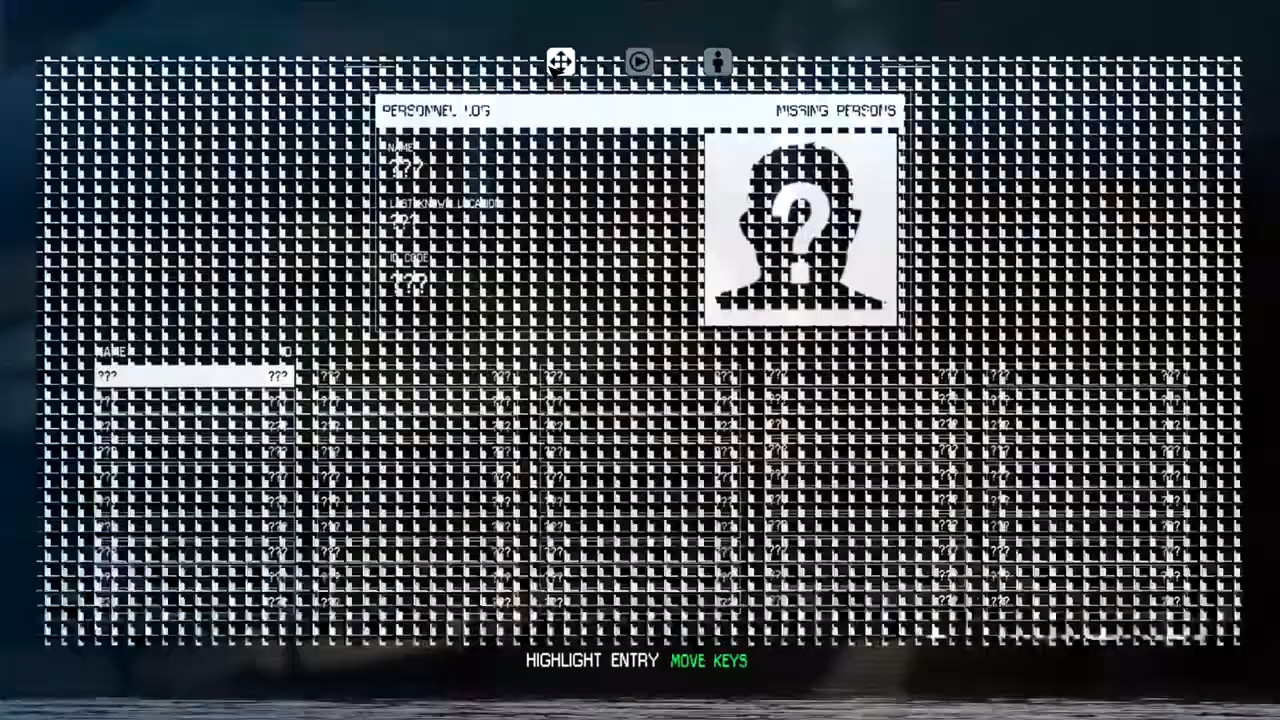 PERSONNEL LOG
MISSING PERSONS
NAME
???
LAST KNOWN LOCATION
???
ID CODE
???
NAME ID
??? ??? ??? ??? ??? ??? ??? ??? ??? ???
??? ??? ??? ??? ??? ??? ??? ??? ??? ???
??? ??? ??? ??? ??? ??? ??? ??? ??? ???
??? ??? ??? ??? ??? ??? ??? ??? ??? ???
??? ??? ??? ??? ??? ??? ??? ??? ??? ???
??? ??? ??? ??? ??? ??? ??? ??? ??? ???
??? ??? ??? ??? ??? ??? ??? ??? ??? ???
??? ??? ??? ??? ??? ??? ??? ??? ??? ???
??? ??? ??? ??? ??? ??? ??? ??? ??? ???
??? ??? ??? ??? ??? ??? ??? ??? ??? ???
HIGHLIGHT ENTRY MOVE KEYS